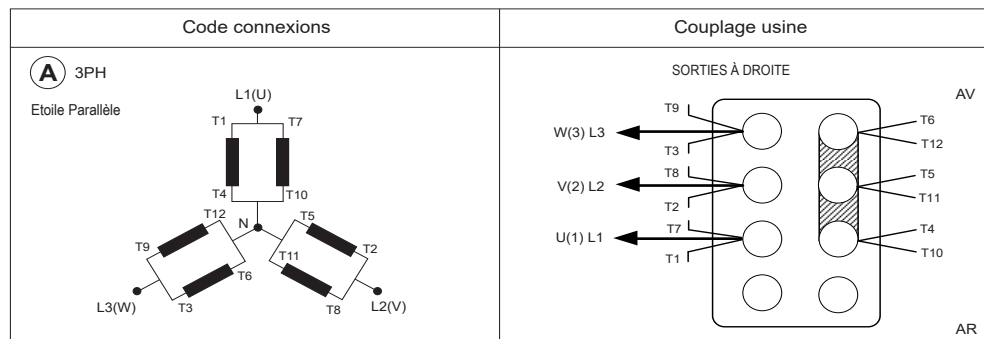 Code connexions
Couplage usine
A 3PH
Etoile Parallèle
L1(U)
T1 T7
T4 T10
T12 N T5
T9 T2
T6 T11
T3 T8
L3(W) L2(V)
SORTIES À DROITE
AV
T9 T6
W(3) L3
T12
T3
T8 T5
V(2) L2
T2 T11
T7 T4
U(1) L1
T1 T10
AR